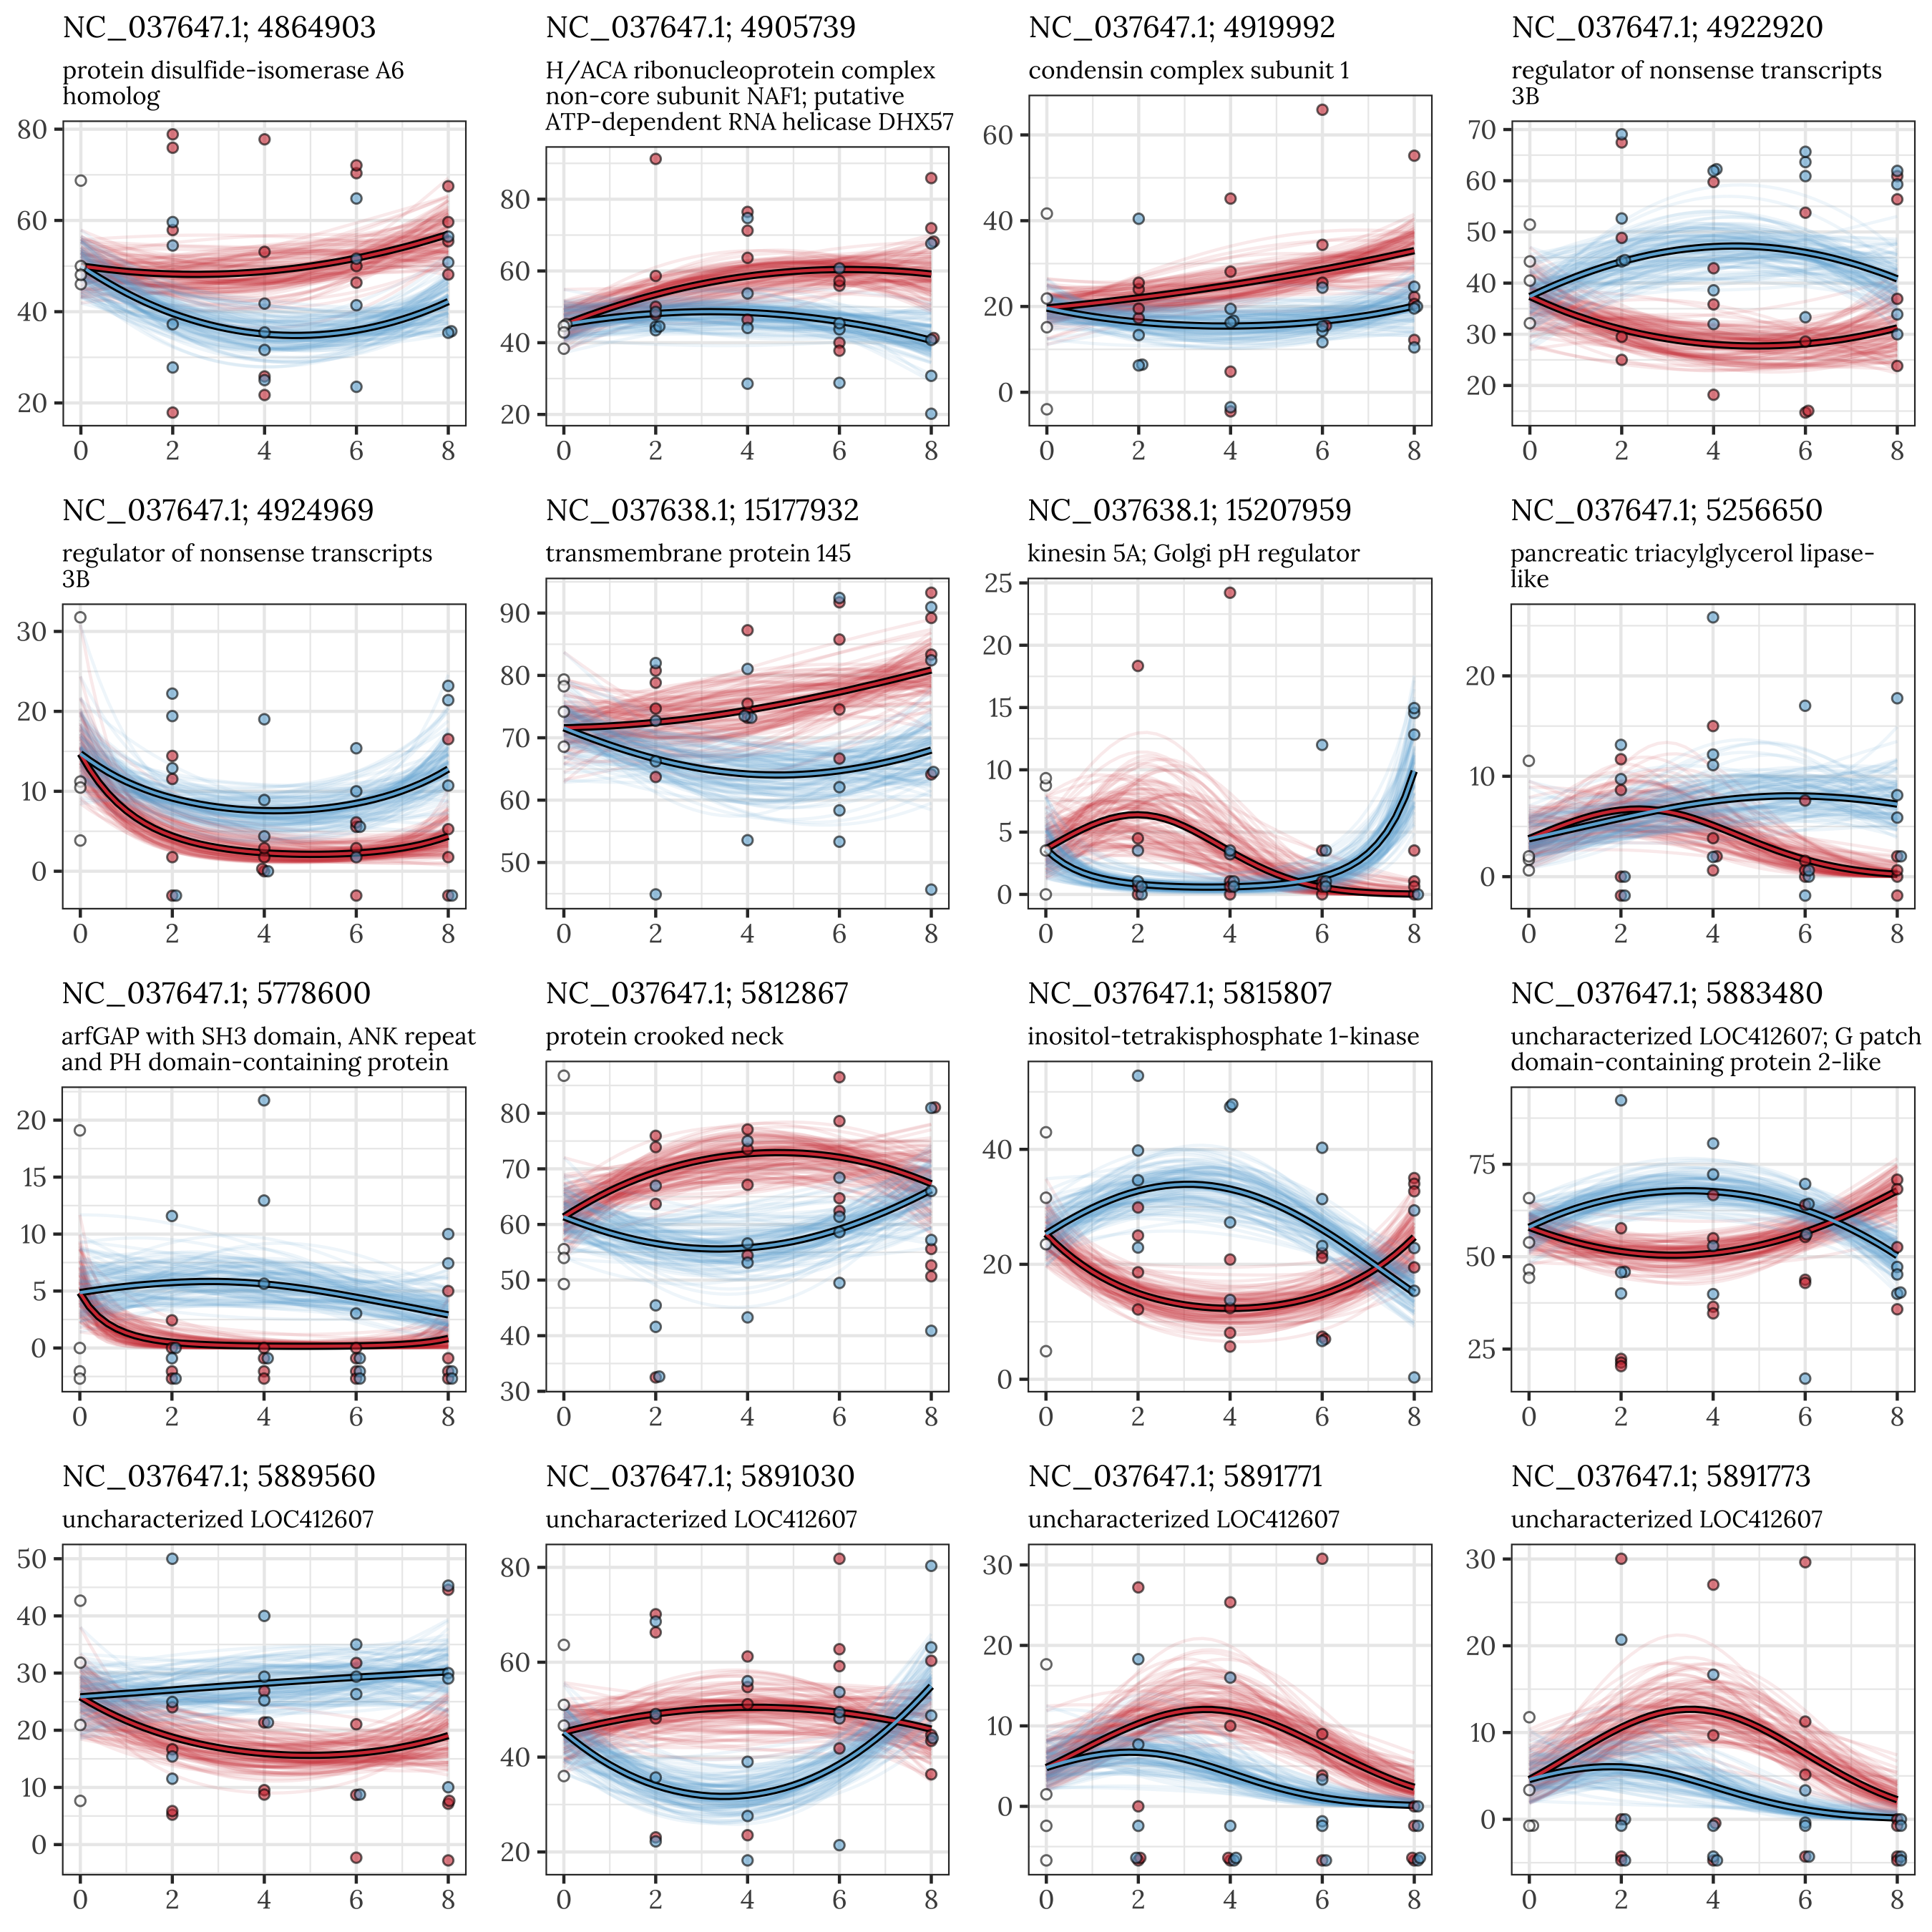 NC_037647.1; 4864903
protein disulfide-isomerase A6
homolog
80
60
40
20
0 2 4 6 8
NC_037647.1; 4905739
H/ACA ribonucleoprotein complex
non-core subunit NAF1; putative
ATP-dependent RNA helicase DHX57
80
60
40
20
0 2 4 6 8
NC_037647.1; 4919992
condensin complex subunit 1
60
40
20
0
0 2 4 6 8
NC_037647.1; 4922920
regulator of nonsense transcripts
3B
70
60
50
40
30
20
0 2 4 6 8
NC_037647.1; 4924969
regulator of nonsense transcripts
3B
30
20
10
0
0 2 4 6 8
NC_037638.1; 15177932
transmembrane protein 145
90
80
70
60
50
0 2 4 6 8
NC_037638.1; 15207959
kinesin 5A; Golgi pH regulator
25
20
15
10
5
0
0 2 4 6 8
NC_037647.1; 5256650
pancreatic triacylglycerol lipase-
like
20
10
0
0 2 4 6 8
NC_037647.1; 5778600
arfGAP with SH3 domain, ANK repeat
and PH domain-containing protein
20
15
10
5
0
0 2 4 6 8
NC_037647.1; 5812867
protein crooked neck
80
70
60
50
40
30
0 2 4 6 8
NC_037647.1; 5815807
inositol-tetrakisphosphate 1-kinase
40
20
0
0 2 4 6 8
NC_037647.1; 5883480
uncharacterized LOC412607; G patch
domain-containing protein 2-like
75
50
25
0 2 4 6 8
NC_037647.1; 5889560
uncharacterized LOC412607
50
40
30
20
10
0
0 2 4 6 8
NC_037647.1; 5891030
uncharacterized LOC412607
80
60
40
20
0 2 4 6 8
NC_037647.1; 5891771
uncharacterized LOC412607
30
20
10
0
0 2 4 6 8
NC_037647.1; 5891773
uncharacterized LOC412607
30
20
10
0
0 2 4 6 8